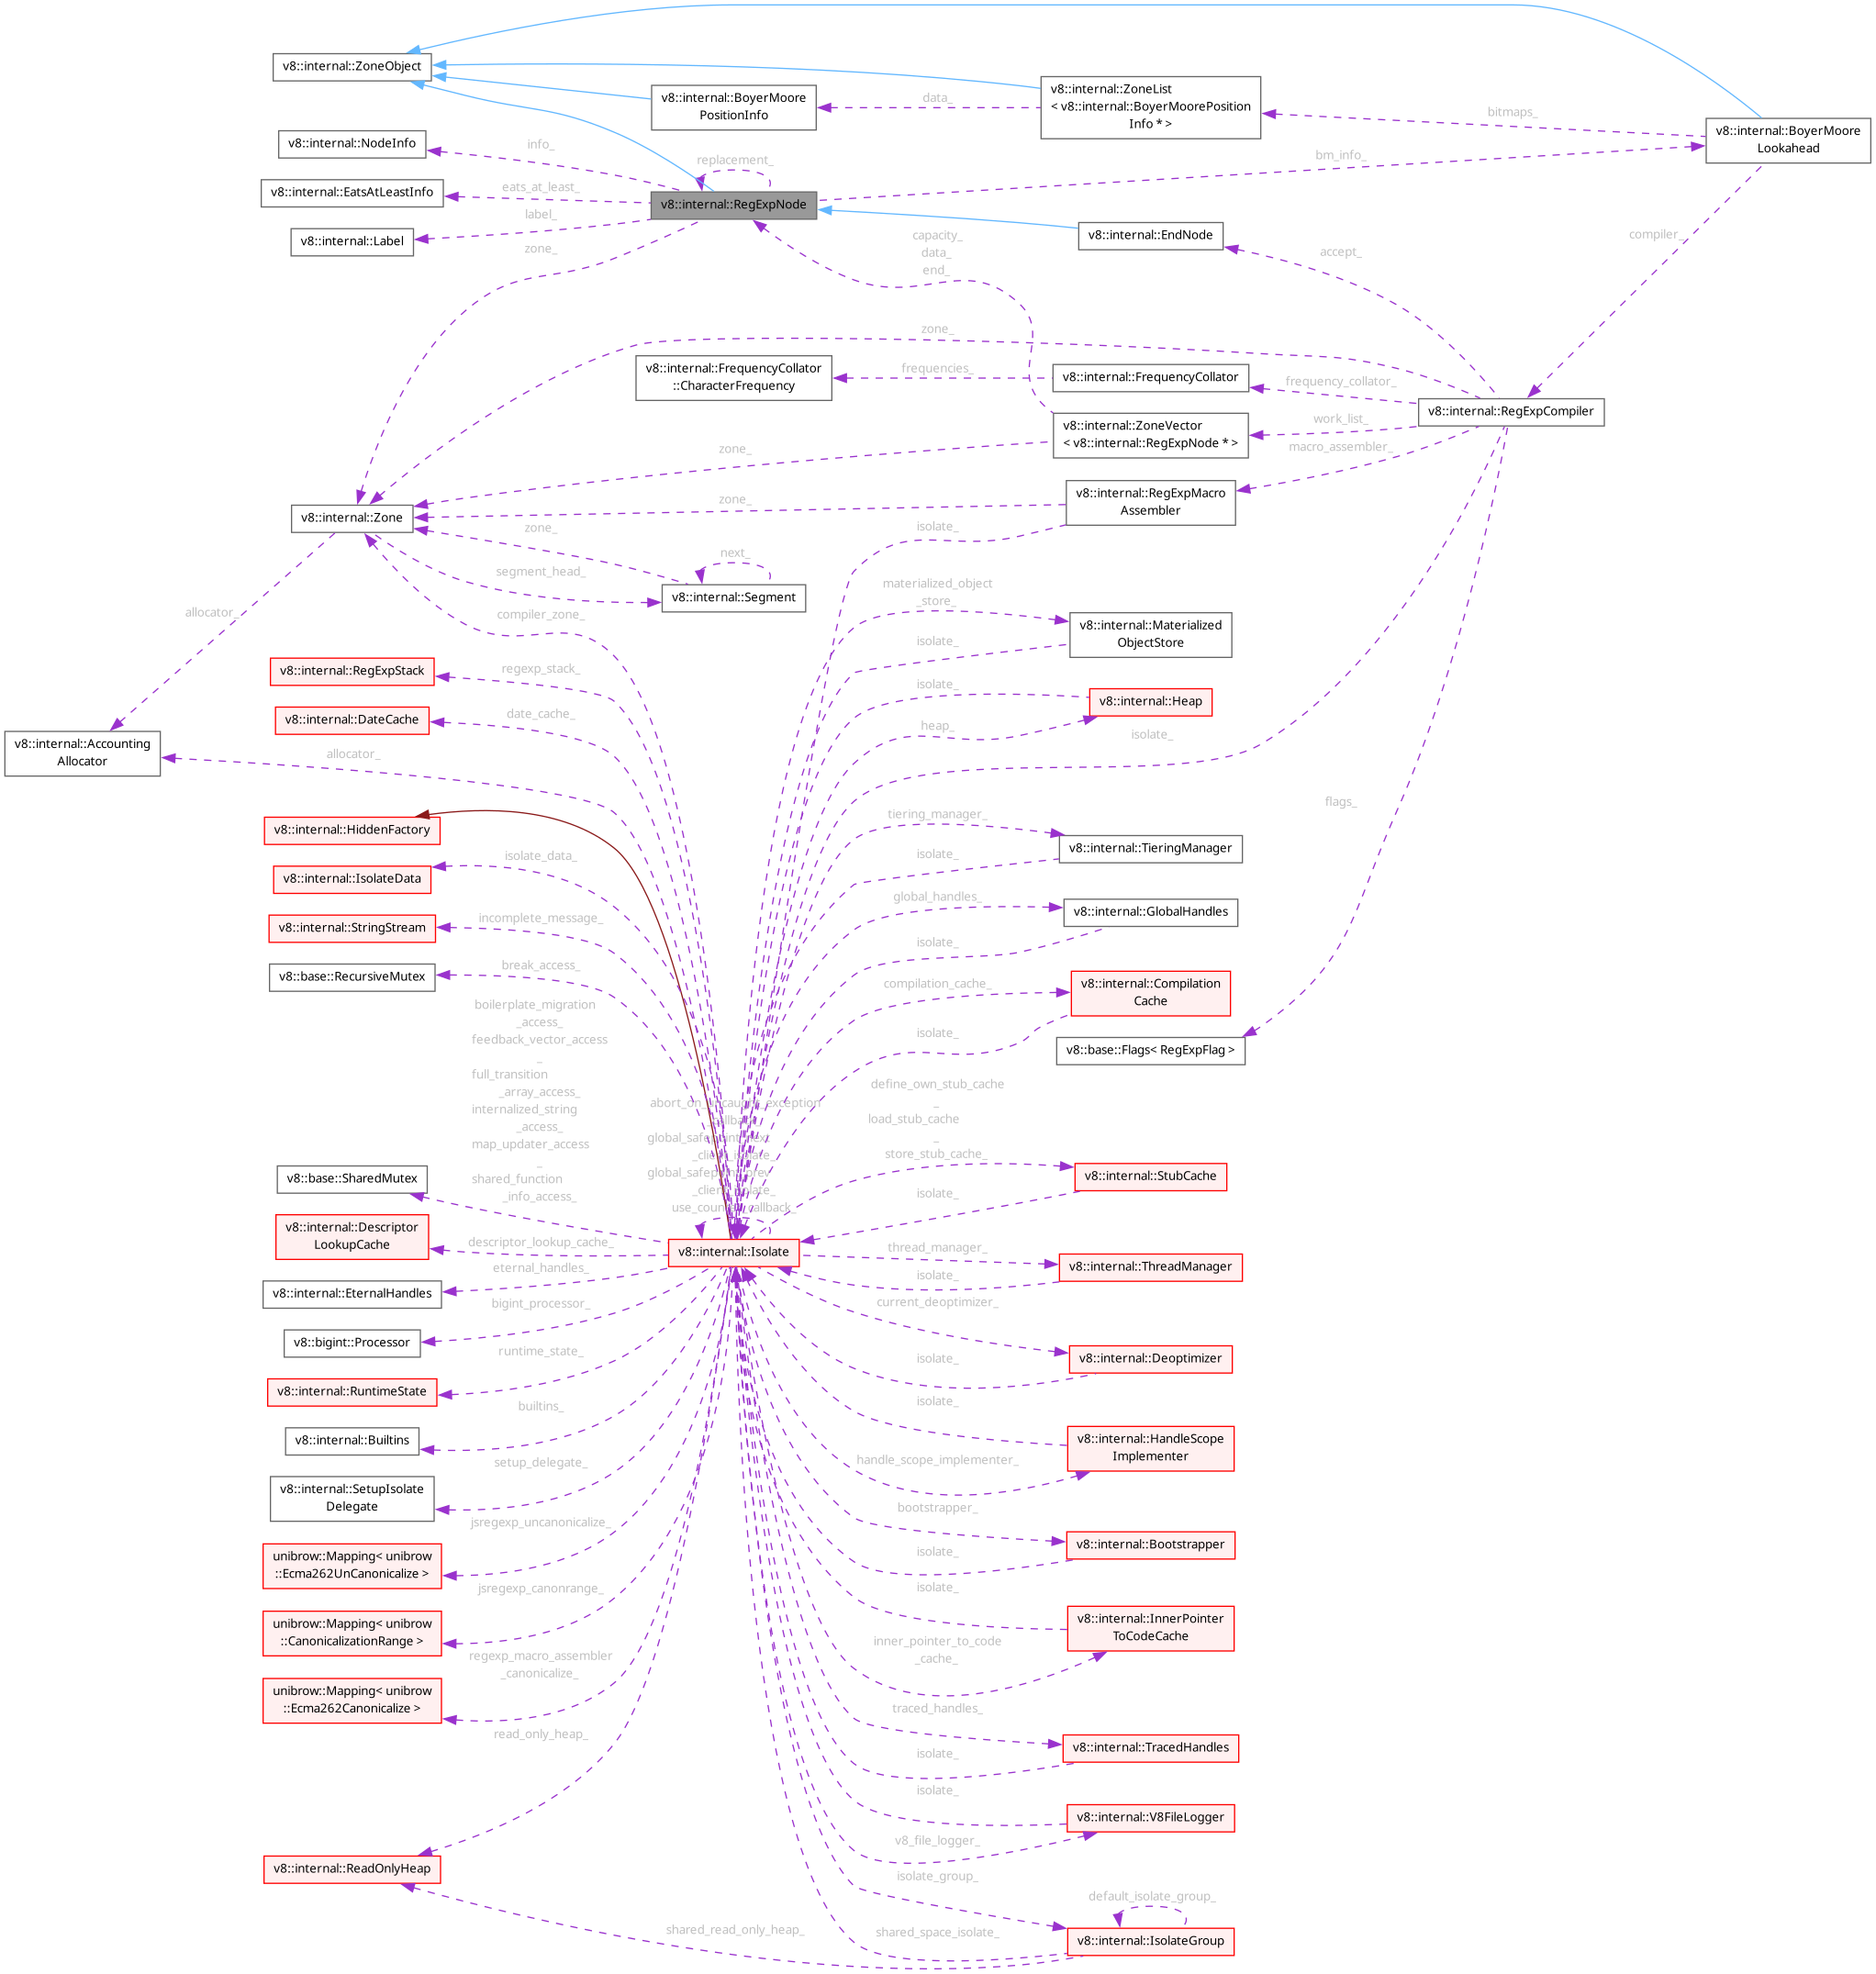 v8::internal::ZoneObject
v8::internal::BoyerMoore
PositionInfo
data_
v8::internal::ZoneList
< v8::internal::BoyerMoorePosition
Info * >
bitmaps_
v8::internal::BoyerMoore
Lookahead
v8::internal::NodeInfo
info_
replacement_
bm_info_
v8::internal::EatsAtLeastInfo
eats_at_least_
v8::internal::RegExpNode
label_
v8::internal::Label
zone_
capacity_
data_
end_
v8::internal::EndNode
accept_
compiler_
zone_
v8::internal::FrequencyCollator
::CharacterFrequency
frequencies_
v8::internal::FrequencyCollator
frequency_collator_
v8::internal::RegExpCompiler
v8::internal::ZoneVector
< v8::internal::RegExpNode * >
work_list_
macro_assembler_
zone_
v8::internal::Zone
zone_
v8::internal::RegExpMacro
Assembler
zone_
isolate_
next_
segment_head_
v8::internal::Segment
allocator_
compiler_zone_
materialized_object
_store_
v8::internal::Materialized
ObjectStore
isolate_
v8::internal::RegExpStack
regexp_stack_
isolate_
v8::internal::Heap
v8::internal::DateCache
date_cache_
heap_
isolate_
v8::internal::Accounting
Allocator
allocator_
flags_
v8::internal::HiddenFactory
tiering_manager_
v8::internal::TieringManager
isolate_data_
isolate_
v8::internal::IsolateData
global_handles_
v8::internal::GlobalHandles
v8::internal::StringStream
incomplete_message_
isolate_
v8::base::RecursiveMutex
break_access_
compilation_cache_
v8::internal::Compilation
Cache
isolate_
v8::base::Flags< RegExpFlag >
boilerplate_migration
_access_
feedback_vector_access
_
full_transition
_array_access_
internalized_string
_access_
map_updater_access
_
shared_function
_info_access_
abort_on_uncaught_exception
_callback_
global_safepoint_next
_client_isolate_
global_safepoint_prev
_client_isolate_
use_counter_callback_
define_own_stub_cache
_
load_stub_cache
_
store_stub_cache_
v8::base::SharedMutex
v8::internal::StubCache
isolate_
v8::internal::Descriptor
LookupCache
descriptor_lookup_cache_
v8::internal::Isolate
thread_manager_
v8::internal::ThreadManager
isolate_
v8::internal::EternalHandles
eternal_handles_
current_deoptimizer_
v8::bigint::Processor
bigint_processor_
v8::internal::Deoptimizer
isolate_
v8::internal::RuntimeState
runtime_state_
isolate_
v8::internal::Builtins
builtins_
v8::internal::HandleScope
Implementer
handle_scope_implementer_
v8::internal::SetupIsolate
Delegate
setup_delegate_
bootstrapper_
v8::internal::Bootstrapper
isolate_
jsregexp_uncanonicalize_
unibrow::Mapping< unibrow
::Ecma262UnCanonicalize >
isolate_
jsregexp_canonrange_
unibrow::Mapping< unibrow
::CanonicalizationRange >
v8::internal::InnerPointer
ToCodeCache
inner_pointer_to_code
_cache_
regexp_macro_assembler
_canonicalize_
unibrow::Mapping< unibrow
::Ecma262Canonicalize >
traced_handles_
v8::internal::TracedHandles
isolate_
read_only_heap_
isolate_
v8::internal::V8FileLogger
v8_file_logger_
v8::internal::ReadOnlyHeap
isolate_group_
default_isolate_group_
v8::internal::IsolateGroup
shared_space_isolate_
shared_read_only_heap_